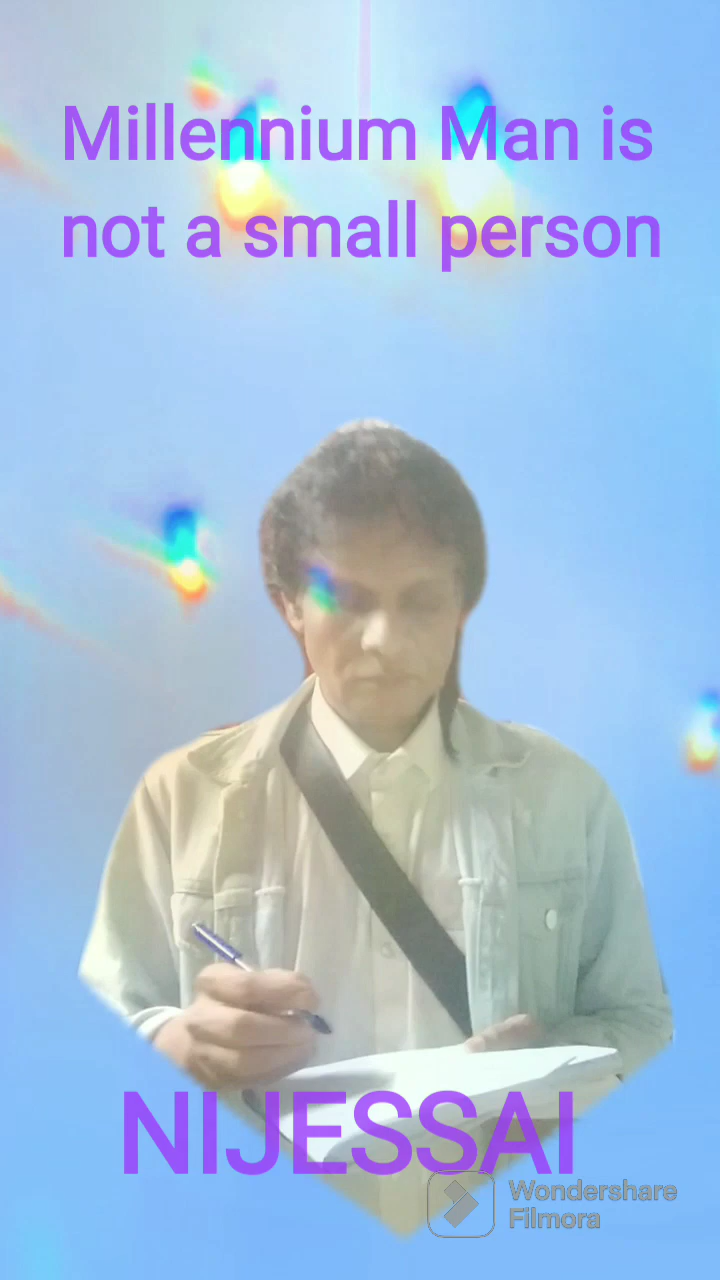 Millennium Man is
not a small person
NIJESSAI
Wondershare
Filmora